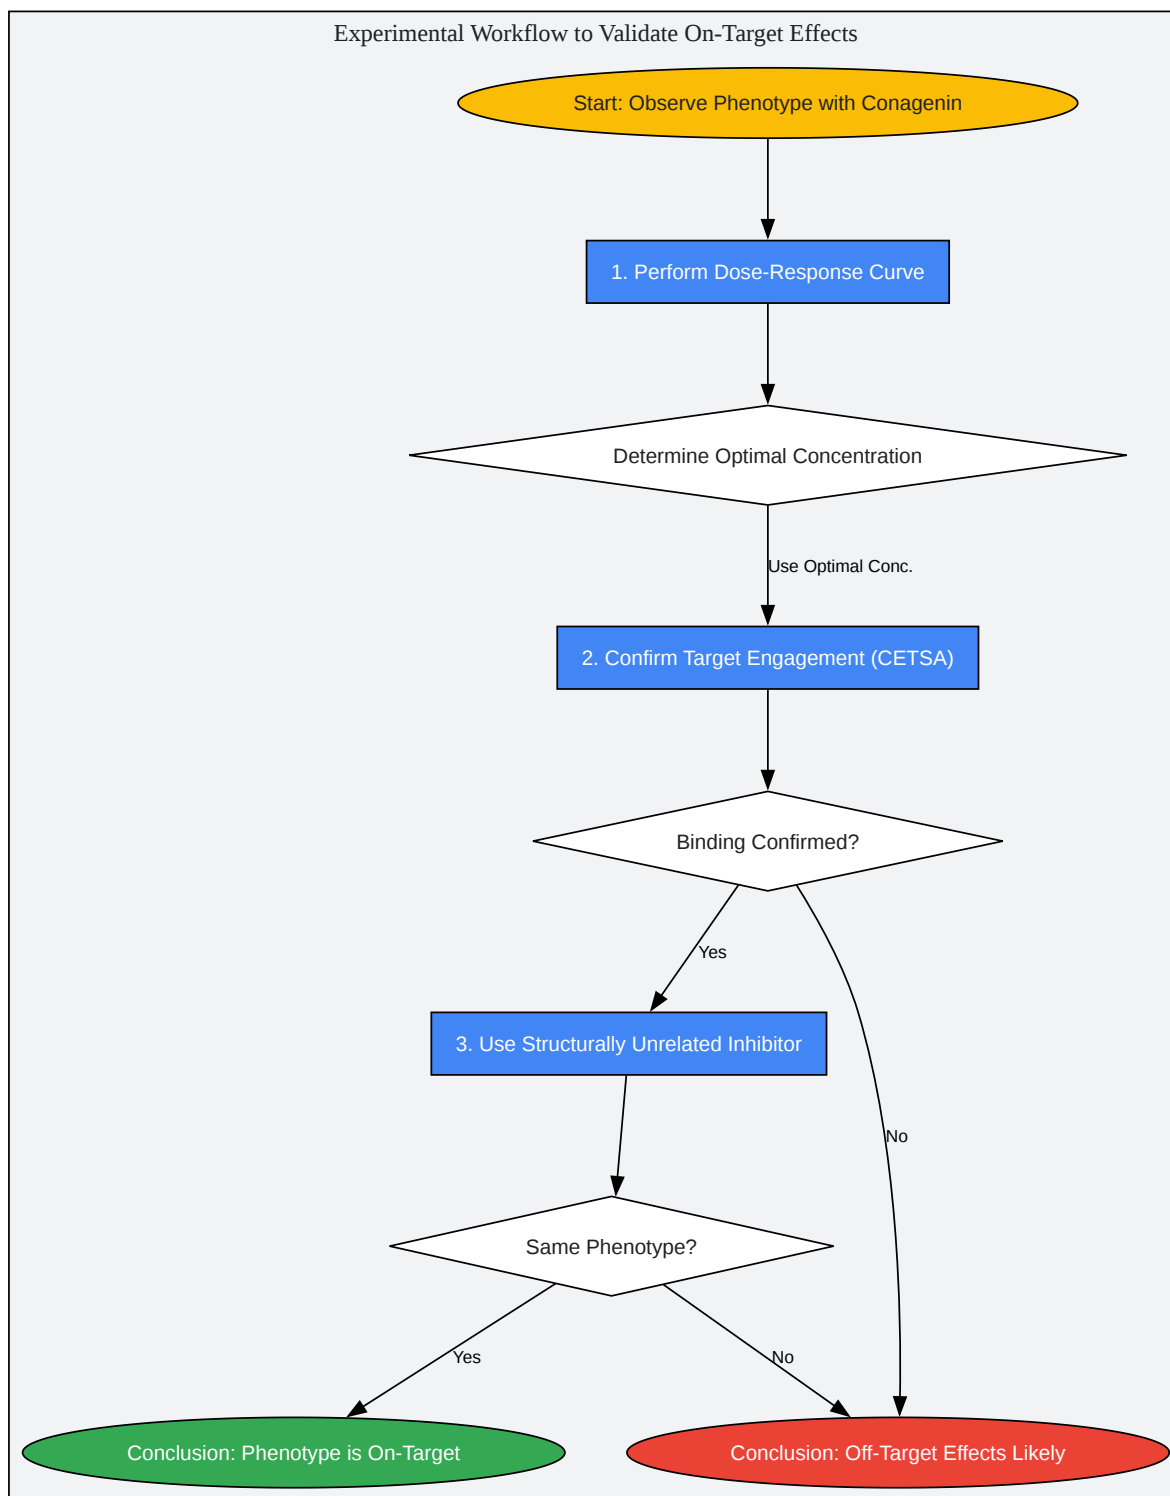 Experimental Workflow to Validate On-Target Effects
Start: Observe Phenotype with Conagenin
1. Perform Dose-Response Curve
Determine Optimal Concentration
Use Optimal Conc.
2. Confirm Target Engagement (CETSA)
Binding Confirmed?
Yes
3. Use Structurally Unrelated Inhibitor
No
Same Phenotype?
Yes
No
Conclusion: Phenotype is On-Target
Conclusion: Off-Target Effects Likely